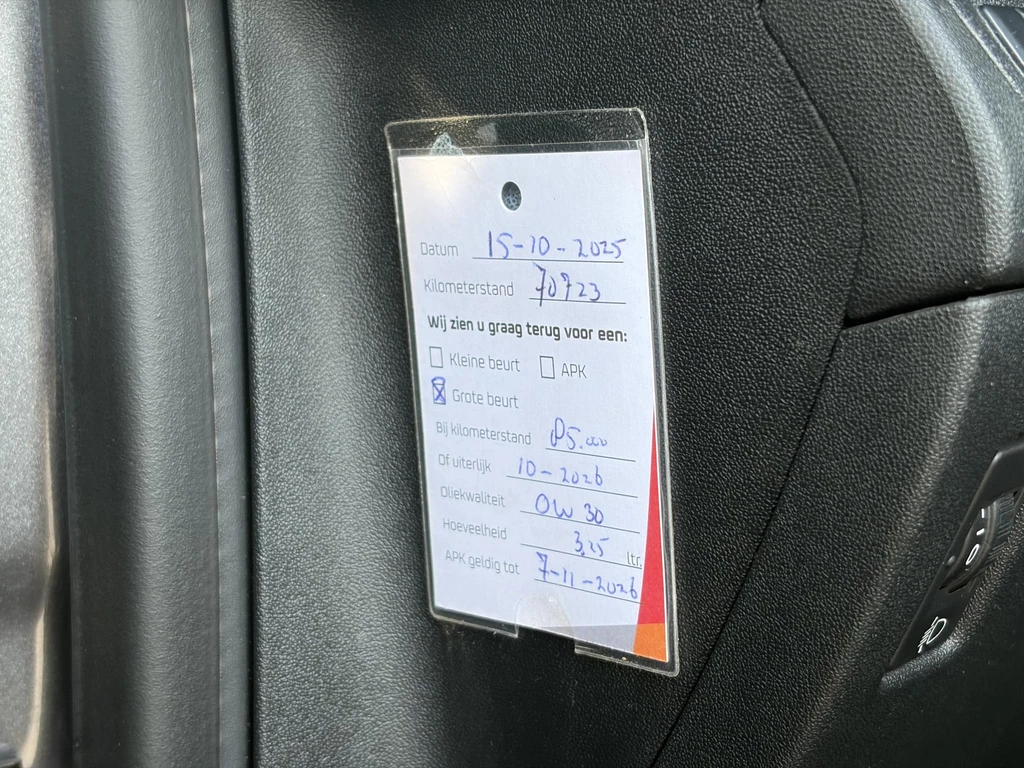 Datum 15-10-2025
Kilometerstand 70723
Wij zien u graag terug voor een:
Kleine beurt APK
Grote beurt
Bij kilometerstand 85.000
Of uiterlijk 10-2026
Oliekwaliteit 0W30
Hoeveelheid 3,25 ltr.
APK geldig tot 7-11-2026